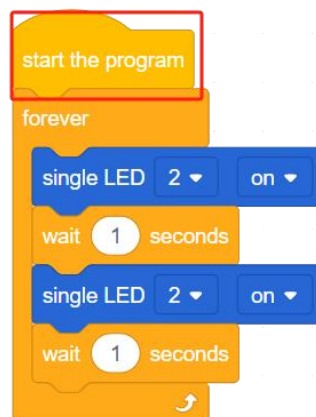 start the program
forever
single LED 2 on
wait 1 seconds
single LED 2 on
wait 1 seconds